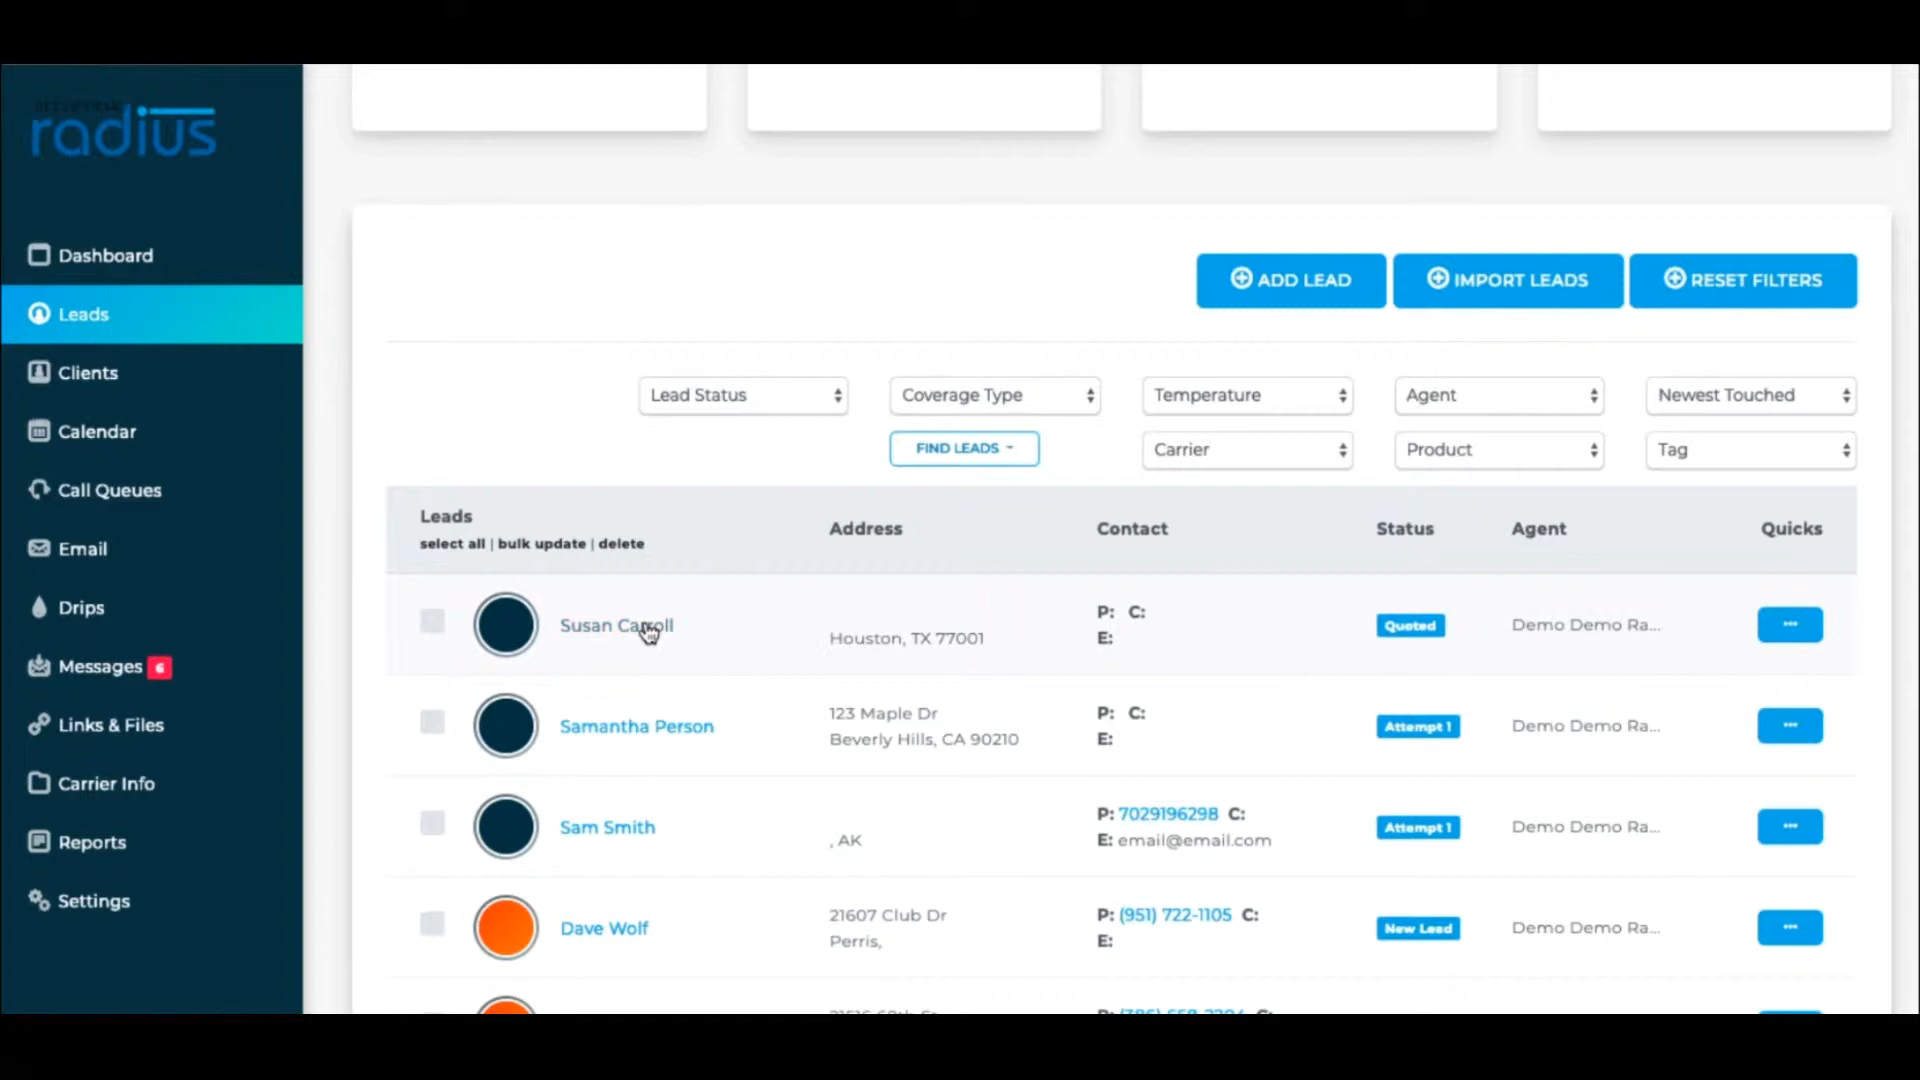 radius
Dashboard
Leads
Clients
Calendar
Call Queues
Email
Drips
Messages 6
Links & Files
Carrier Info
Reports
Settings
ADD LEAD
IMPORT LEADS
RESET FILTERS
Lead Status
Coverage Type
Temperature
Agent
Newest Touched
FIND LEADS
Carrier
Product
Tag
Leads
select all | bulk update | delete
Address
Contact
Status
Agent
Quicks
Susan Carroll
Houston, TX 77001
P: C:
E:
Quoted
Demo Demo Ra...
Samantha Person
123 Maple Dr
Beverly Hills, CA 90210
P: C:
E:
Attempt 1
Demo Demo Ra...
Sam Smith
, AK
P: 7029196298 C:
E: email@email.com
Attempt 1
Demo Demo Ra...
Dave Wolf
21607 Club Dr
Perris,
P: (951) 722-1105 C:
E:
New Lead
Demo Demo Ra...